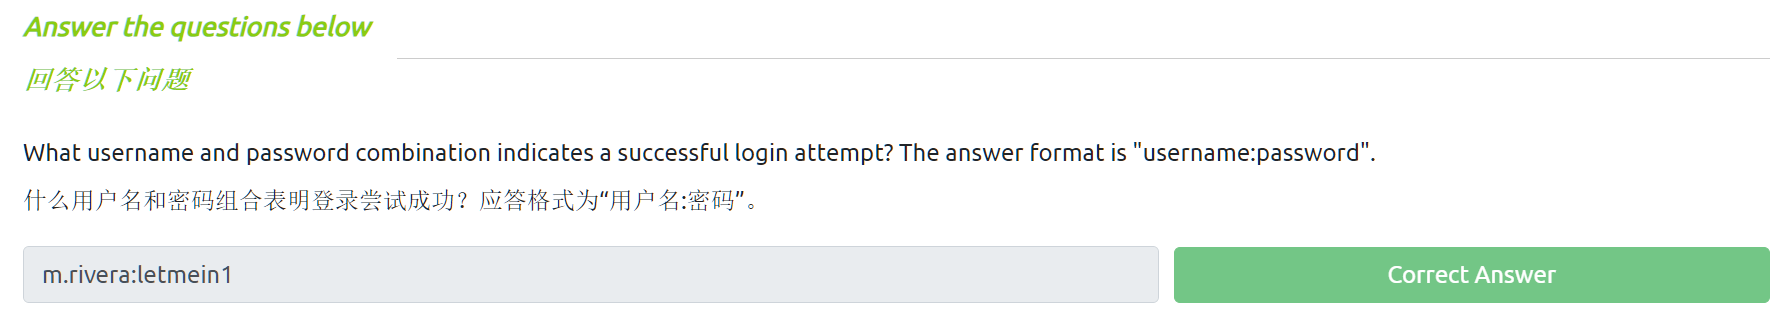 Answer the questions below
回答以下问题
What username and password combination indicates a successful login attempt? The answer format is "username:password".
什么用户名和密码组合表明登录尝试成功？应答格式为“用户名:密码”。
m.rivera:letmein1
Correct Answer